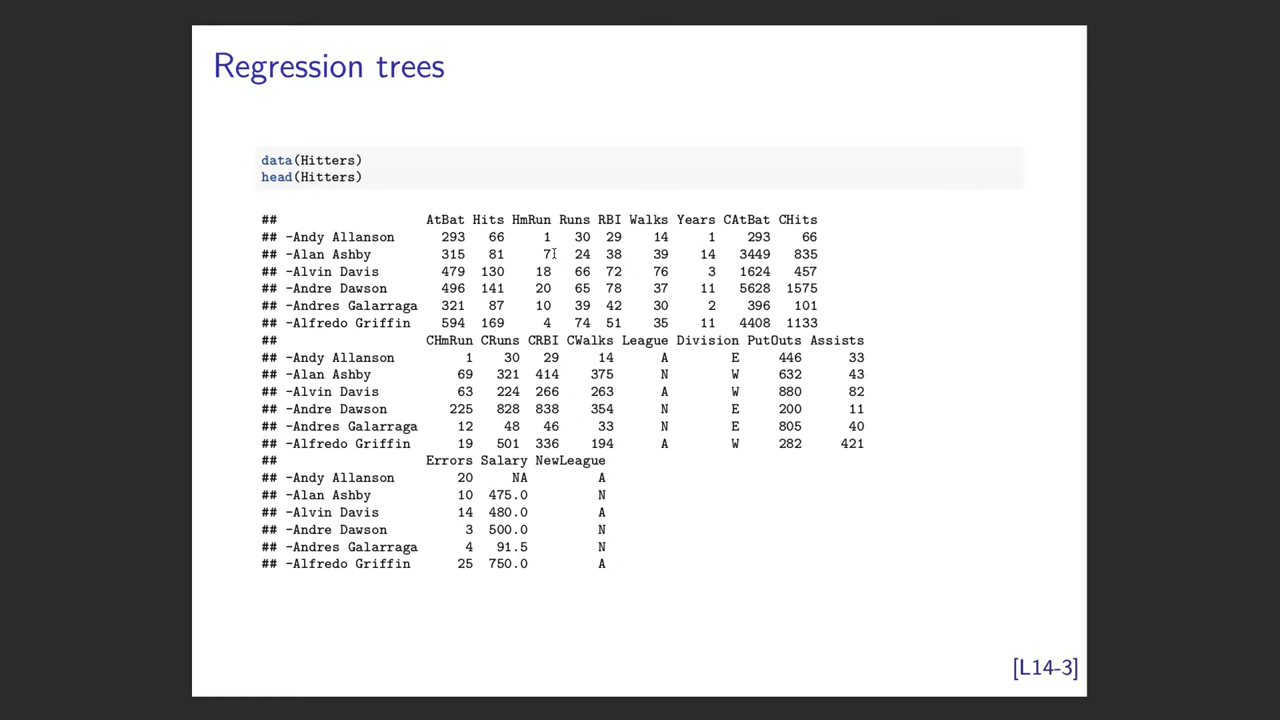 Regression trees
data(Hitters)
head(Hitters)
## AtBat Hits HmRun Runs RBI Walks Years CAtBat CHits
## -Andy Allanson 293 66 1 30 29 14 1 293 66
## -Alan Ashby 315 81 7 24 38 39 14 3449 835
## -Alvin Davis 479 130 18 66 72 76 3 1624 457
## -Andre Dawson 496 141 20 65 78 37 11 5628 1575
## -Andres Galarraga 321 87 10 39 42 30 2 396 101
## -Alfredo Griffin 594 169 4 74 51 35 11 4408 1133
## CHmRun CRuns CRBI CWalks League Division PutOuts Assists
## -Andy Allanson 1 30 29 14 A E 446 33
## -Alan Ashby 69 321 414 375 N W 632 43
## -Alvin Davis 63 224 266 263 A W 880 82
## -Andre Dawson 225 828 838 354 N E 200 11
## -Andres Galarraga 12 48 46 33 N E 805 40
## -Alfredo Griffin 19 501 336 194 A W 282 421
## Errors Salary NewLeague
## -Andy Allanson 20 NA A
## -Alan Ashby 10 475.0 N
## -Alvin Davis 14 480.0 A
## -Andre Dawson 3 500.0 N
## -Andres Galarraga 4 91.5 N
## -Alfredo Griffin 25 750.0 A
[L14-3]